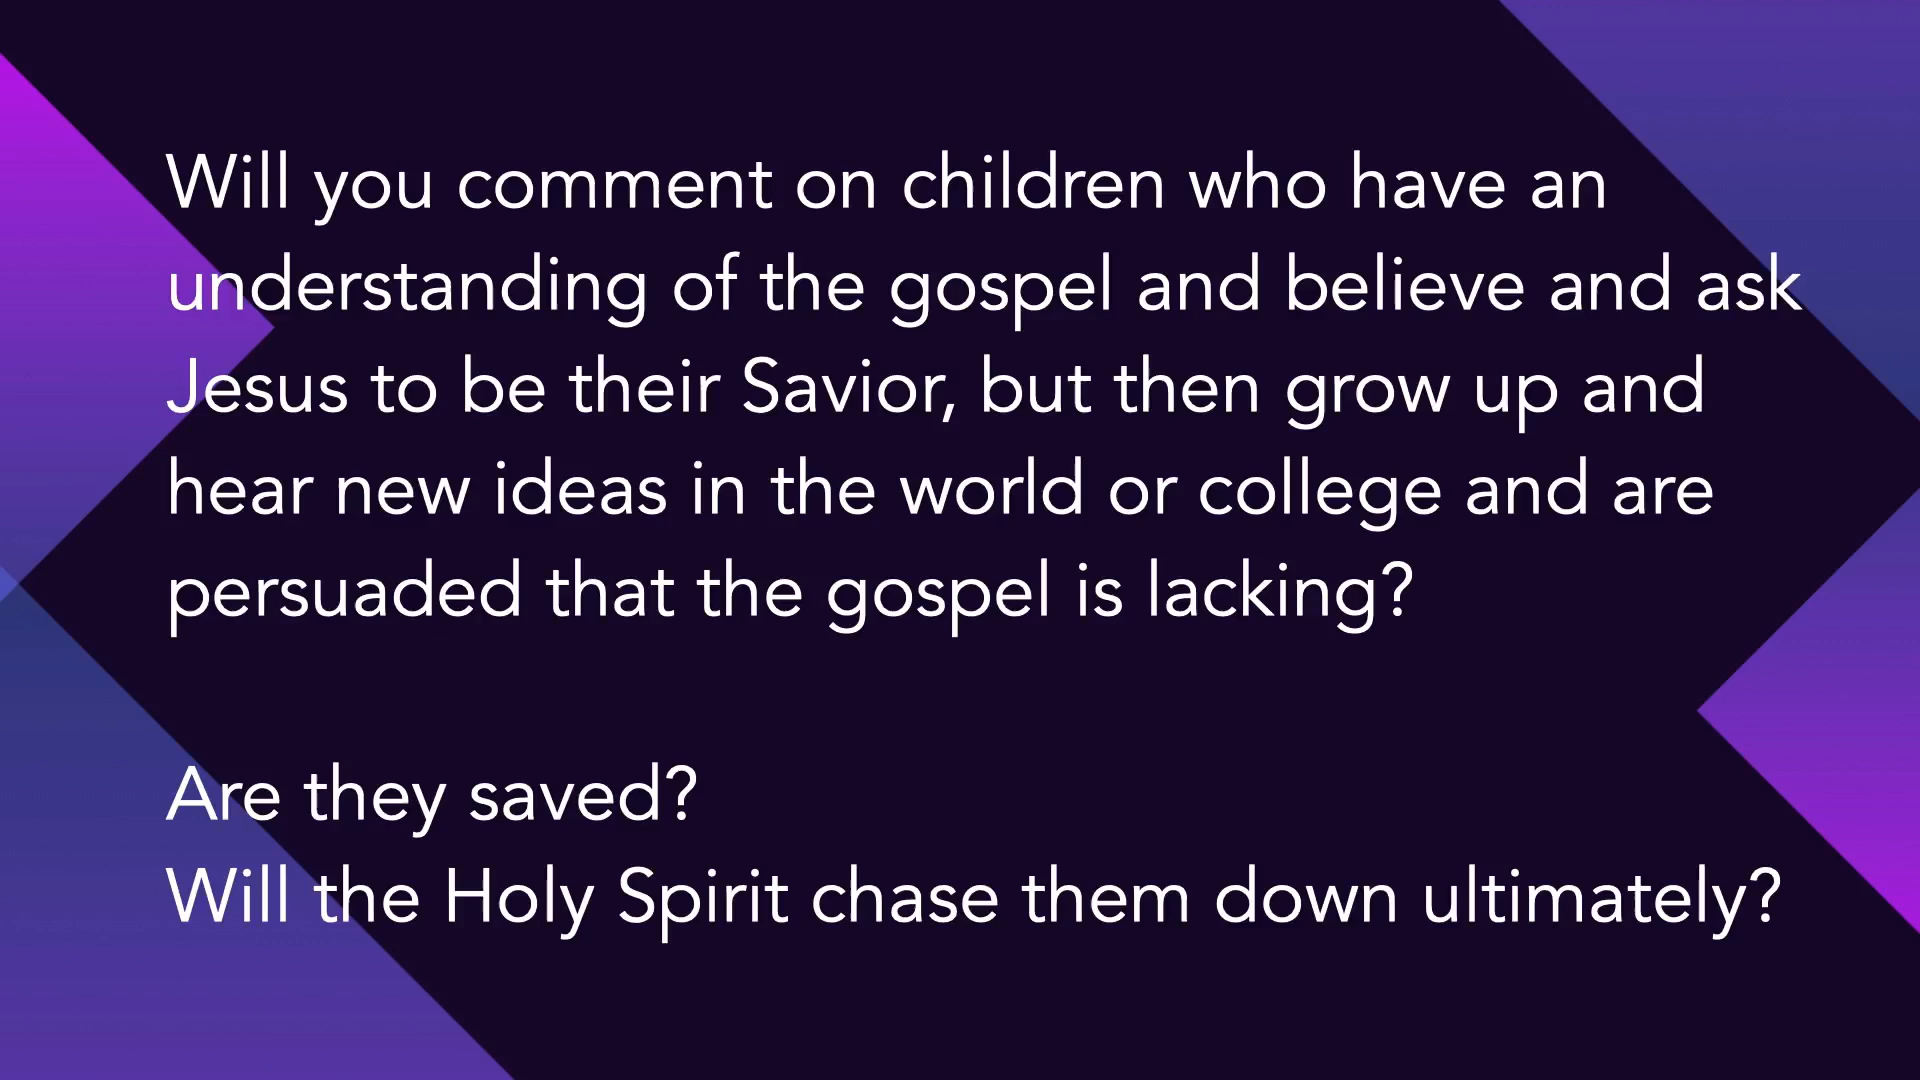 Will you comment on children who have an
understanding of the gospel and believe and ask
Jesus to be their Savior, but then grow up and
hear new ideas in the world or college and are
persuaded that the gospel is lacking?
Are they saved?
Will the Holy Spirit chase them down ultimately?